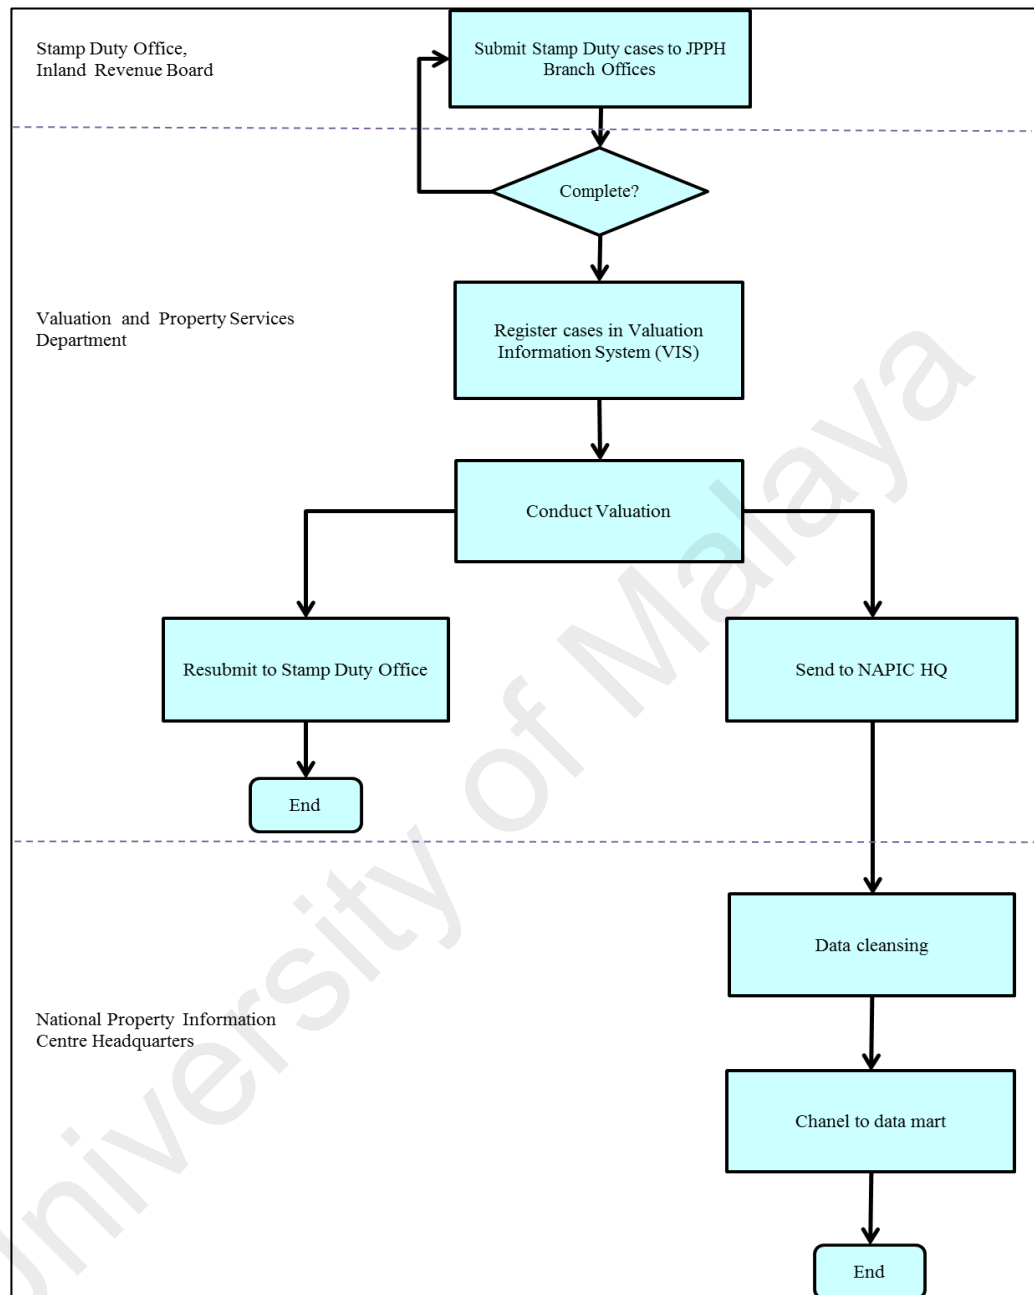 Stamp Duty Office,
Inland Revenue Board
Submit Stamp Duty cases to JPPH
Branch Offices
Complete?
Valuation and Property Services
Department
Register cases in Valuation
Information System (VIS)
Conduct Valuation
Resubmit to Stamp Duty Office
Send to NAPIC HQ
End
Data cleansing
National Property Information
Centre Headquarters
Chanel to data mart
End
University of Malaya